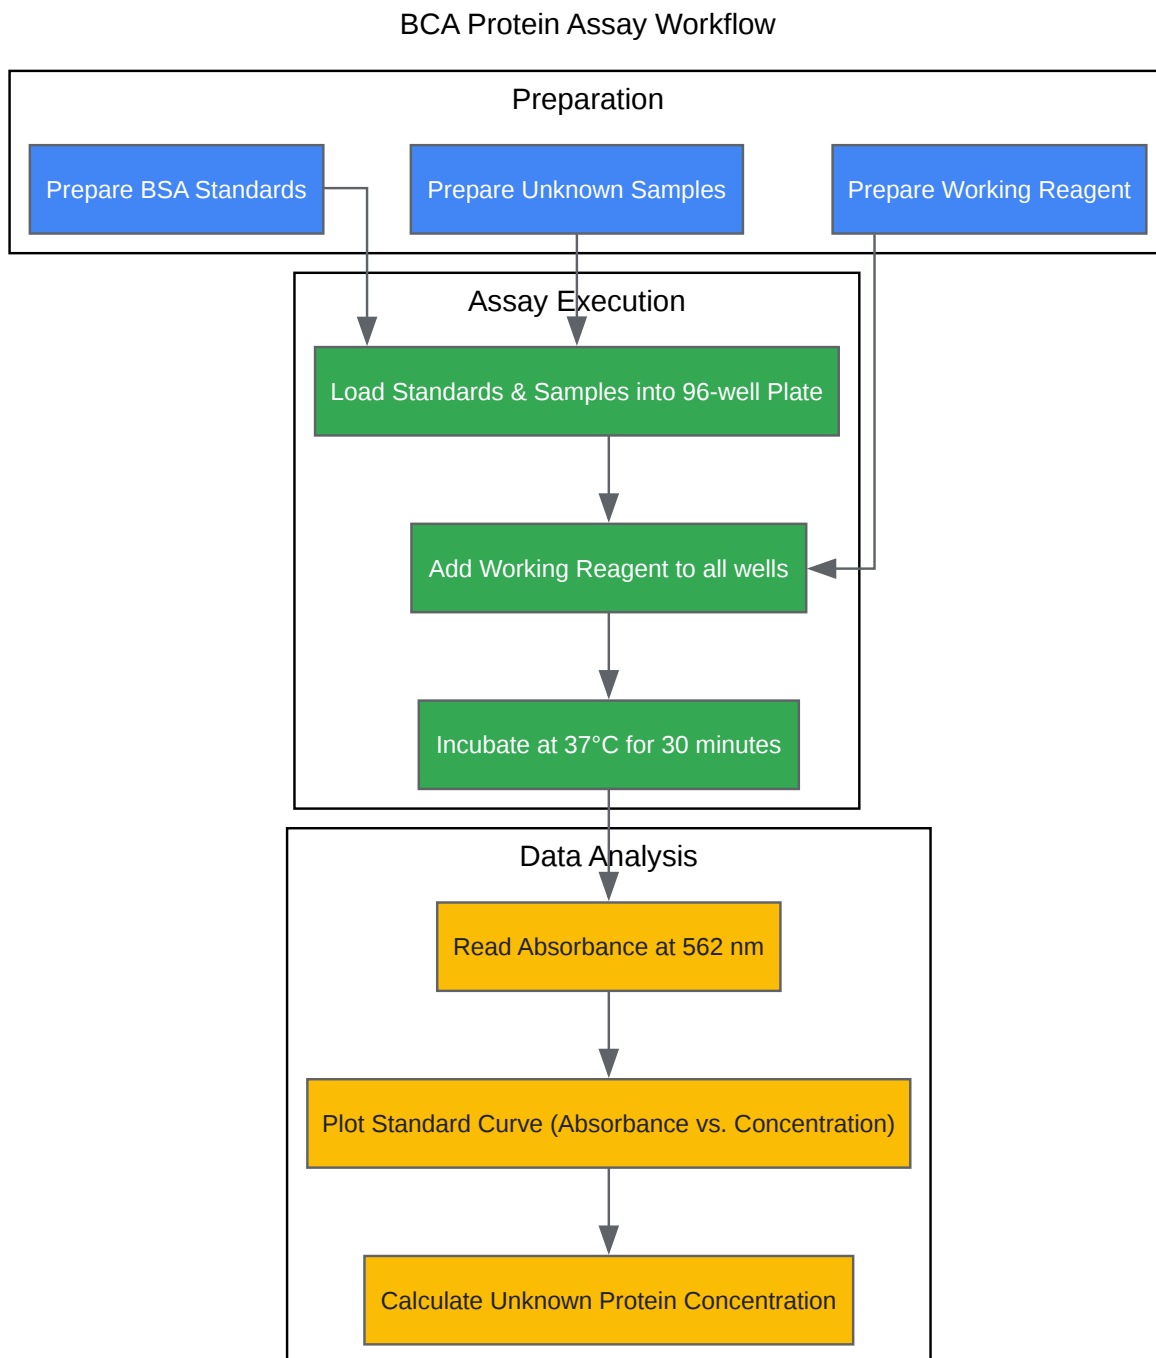 BCA Protein Assay Workflow
Preparation
Prepare BSA Standards
Prepare Unknown Samples
Prepare Working Reagent
Assay Execution
Load Standards & Samples into 96-well Plate
Add Working Reagent to all wells
Incubate at 37°C for 30 minutes
Data Analysis
Read Absorbance at 562 nm
Plot Standard Curve (Absorbance vs. Concentration)
Calculate Unknown Protein Concentration